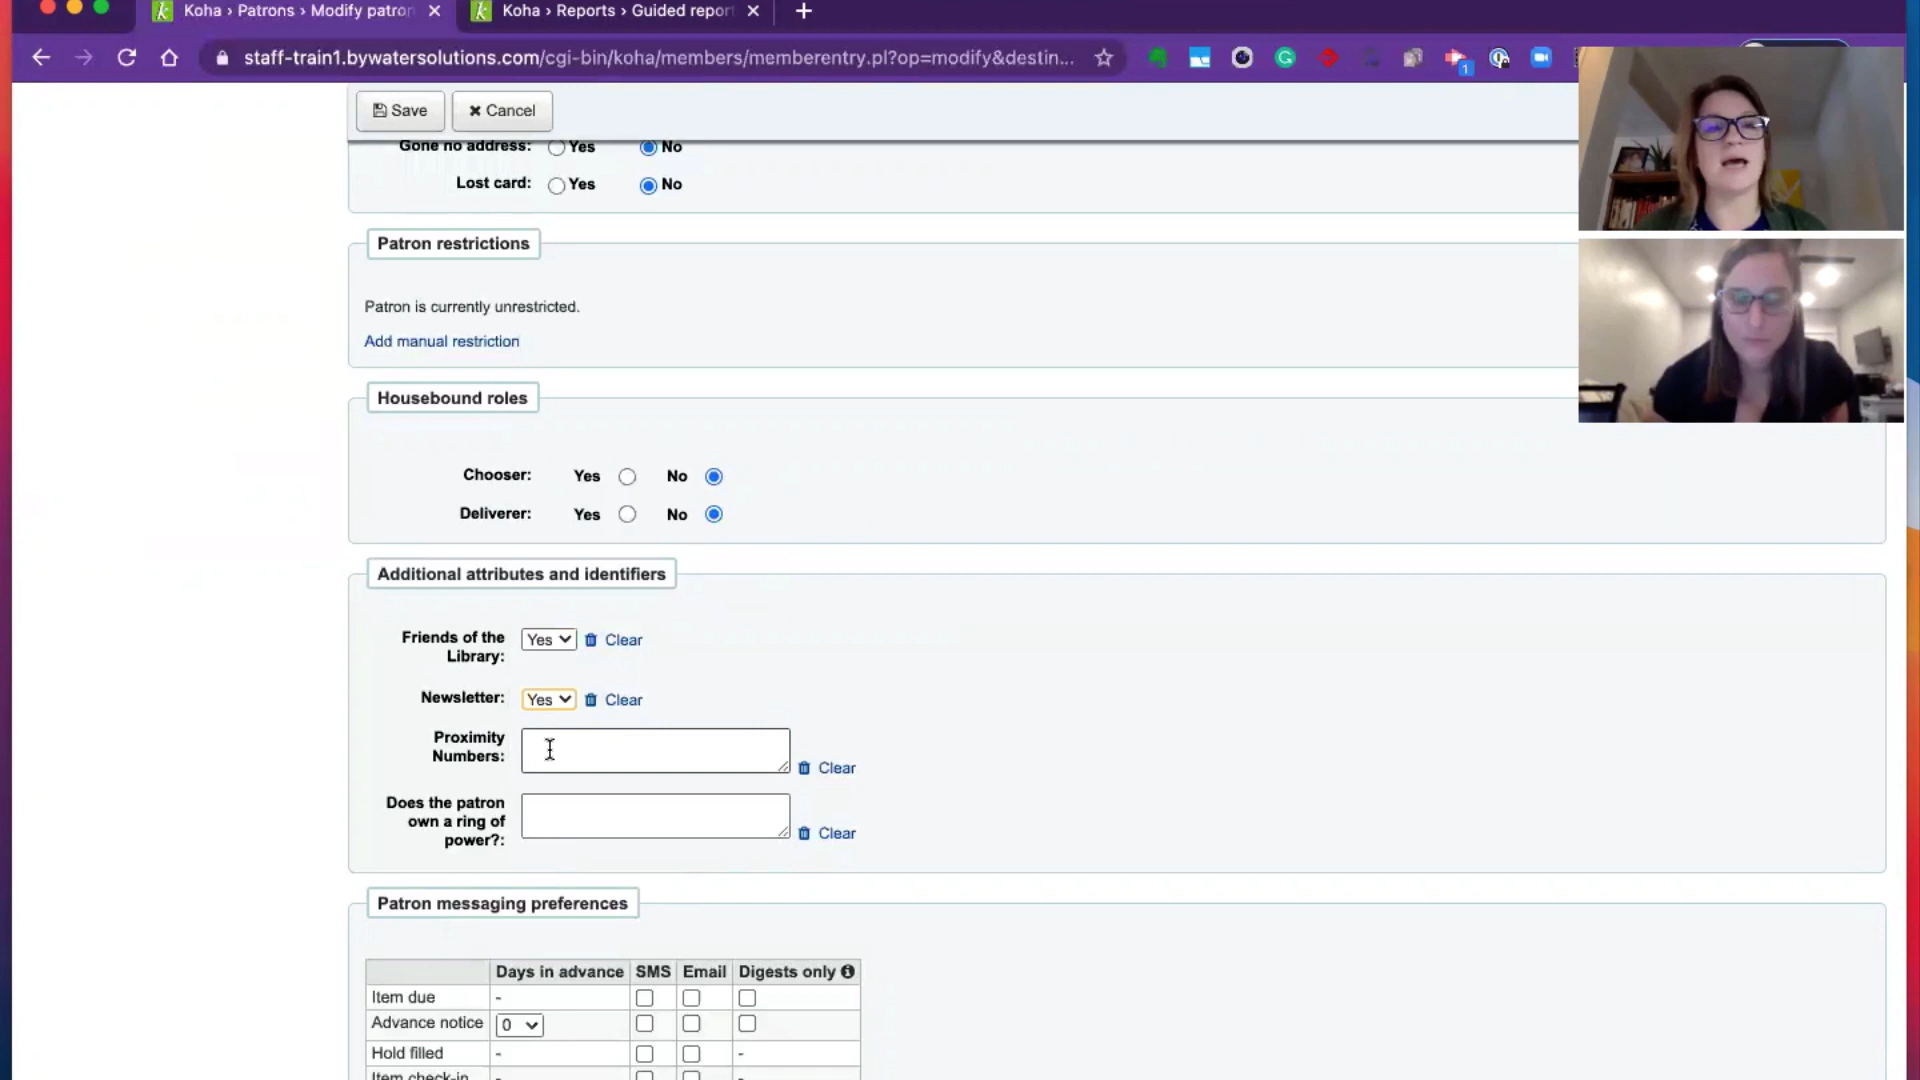 Koha › Patrons › Modify patron
Koha › Reports › Guided report
staff-train1.bywatersolutions.com/cgi-bin/koha/members/memberentry.pl?op=modify&destin...
1
Save
Cancel
Gone no address: Yes No
Lost card: Yes No
Patron restrictions
Patron is currently unrestricted.
Add manual restriction
Housebound roles
Chooser: Yes No
Deliverer: Yes No
Additional attributes and identifiers
Friends of the
Library:
Yes
Clear
Newsletter: Yes Clear
Proximity
Numbers:
Clear
Does the patron
own a ring of
power?:
Clear
Patron messaging preferences
Days in advance SMS Email Digests only
Item due -
Advance notice 0
Hold filled - -
Item check-in - -